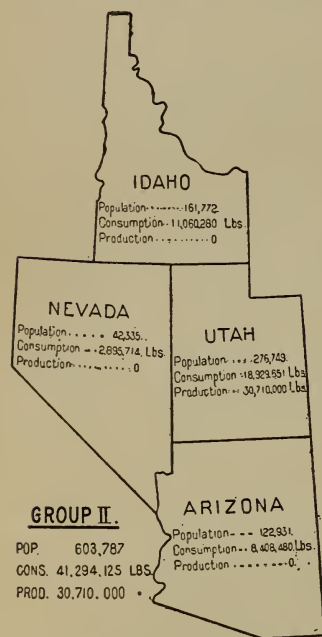 IDAHO
Population------161,772
Consumption--11,060,280 Lbs.
Production.........0
NEVADA
Population..... 42,335..
Consumption --2,895,714, Lbs.
Production.........0
UTAH
Population.... 276,749.
Consumption -18,929,651 Lbs.
Production- 30,710,000 Lbs.
ARIZONA
Population--- 122,931.
Consumption-- 8,408,480 Lbs.
Production -------0.
GROUP II.
POP. 603,787
CONS. 41,294,125 LBS.
PROD. 30,710,000 "